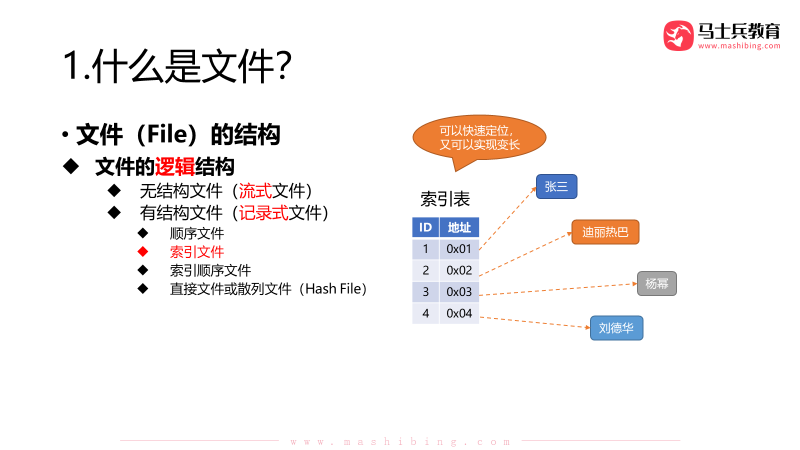 马士兵教育
www.mashibing.com
1.什么是文件?
• 文件（File）的结构
◆ 文件的逻辑结构
◆ 无结构文件（流式文件）
◆ 有结构文件（记录式文件）
◆ 顺序文件
◆ 索引文件
◆ 索引顺序文件
◆ 直接文件或散列文件（Hash File）
可以快速定位，
又可以实现变长
索引表
ID 地址
1 0x01
2 0x02
3 0x03
4 0x04
张三
迪丽热巴
杨幂
刘德华
www.mashibing.com